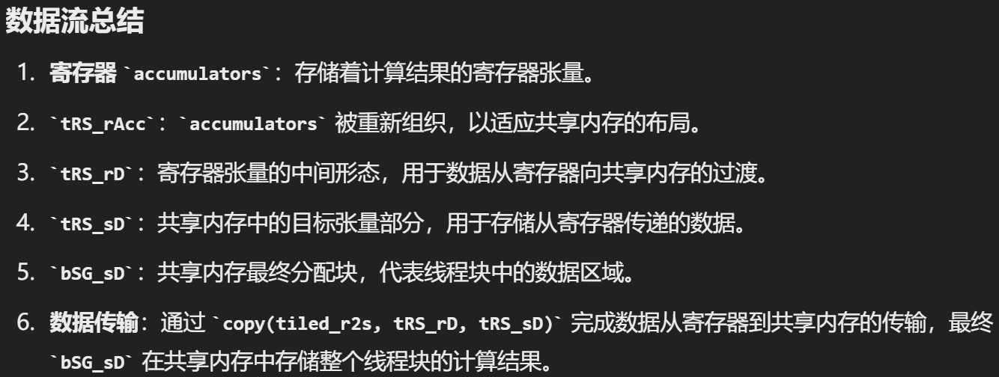 数据流总结
1. 寄存器 `accumulators`：存储着计算结果的寄存器张量。
2. `tRS_rAcc`：`accumulators` 被重新组织，以适应共享内存的布局。
3. `tRS_rD`：寄存器张量的中间形态，用于数据从寄存器向共享内存的过渡。
4. `tRS_sD`：共享内存中的目标张量部分，用于存储从寄存器传递的数据。
5. `bSG_sD`：共享内存最终分配块，代表线程块中的数据区域。
6. 数据传输：通过 `copy(tiled_r2s, tRS_rD, tRS_sD)` 完成数据从寄存器到共享内存的传输，最终
`bSG_sD` 在共享内存中存储整个线程块的计算结果。